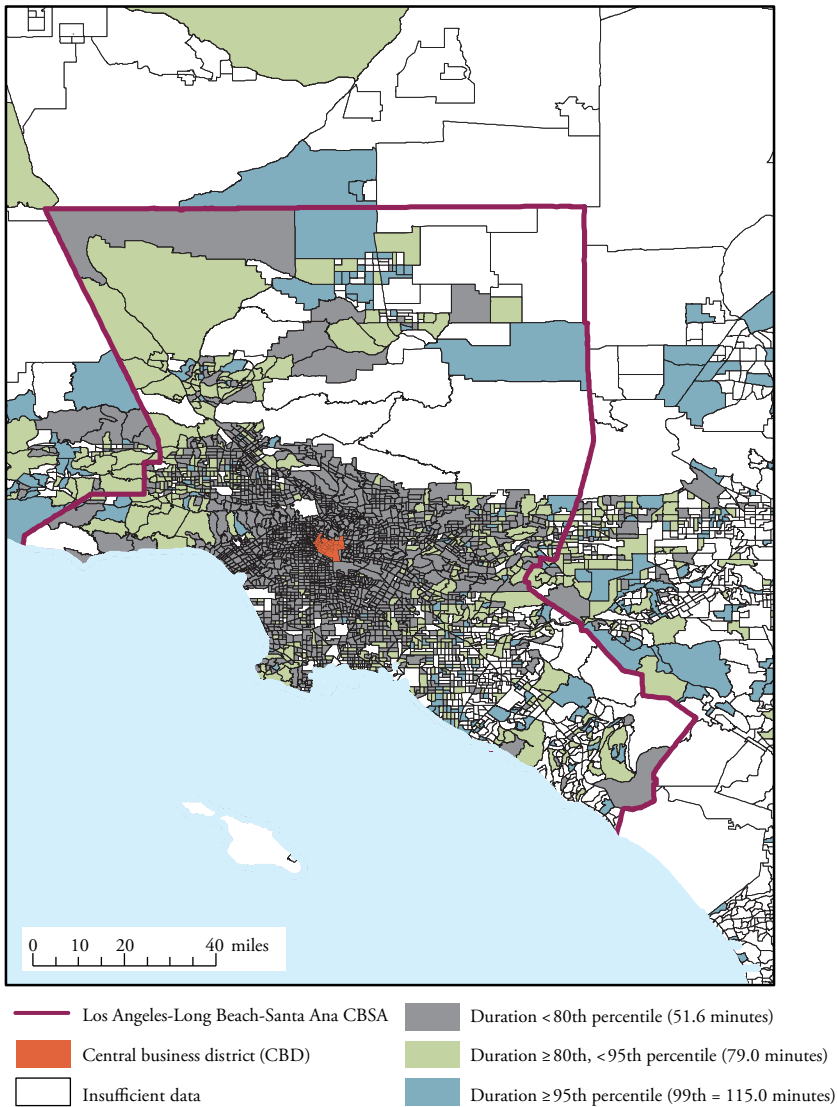 0 10 20 40 miles
Los Angeles-Long Beach-Santa Ana CBSA
Central business district (CBD)
Insufficient data
Duration <80th percentile (51.6 minutes)
Duration ≥80th, <95th percentile (79.0 minutes)
Duration ≥95th percentile (99th = 115.0 minutes)